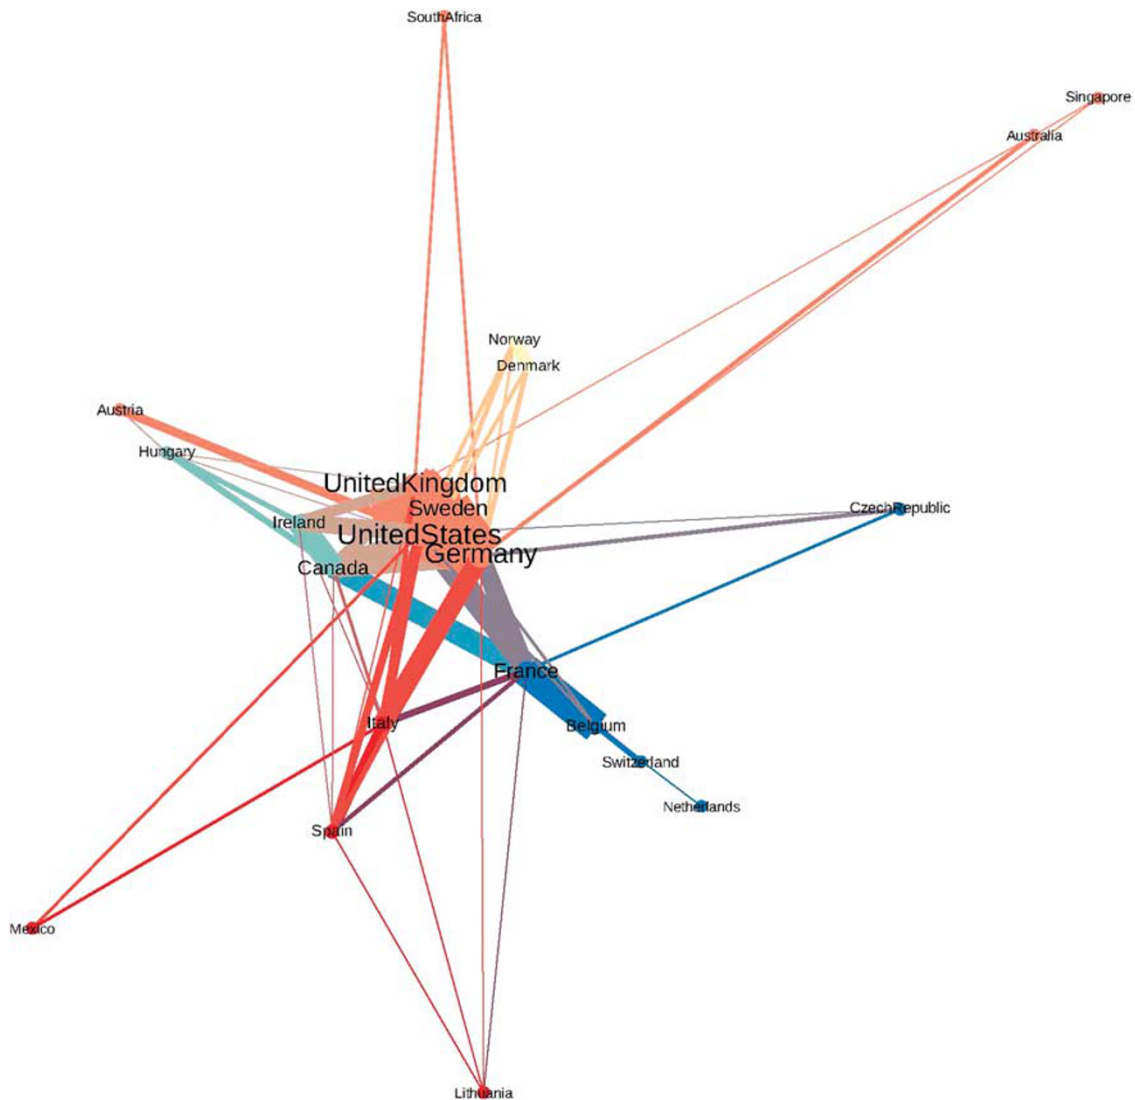 SouthAfrica
Singapore
Australia
Norway
Denmark
Austria
Hungary
UnitedKingdom
Sweden
CzechRepublic
Ireland
UnitedStates
Germany
Canada
France
Italy
Belgium
Switzerland
Netherlands
Spain
Mexico
Lithuania